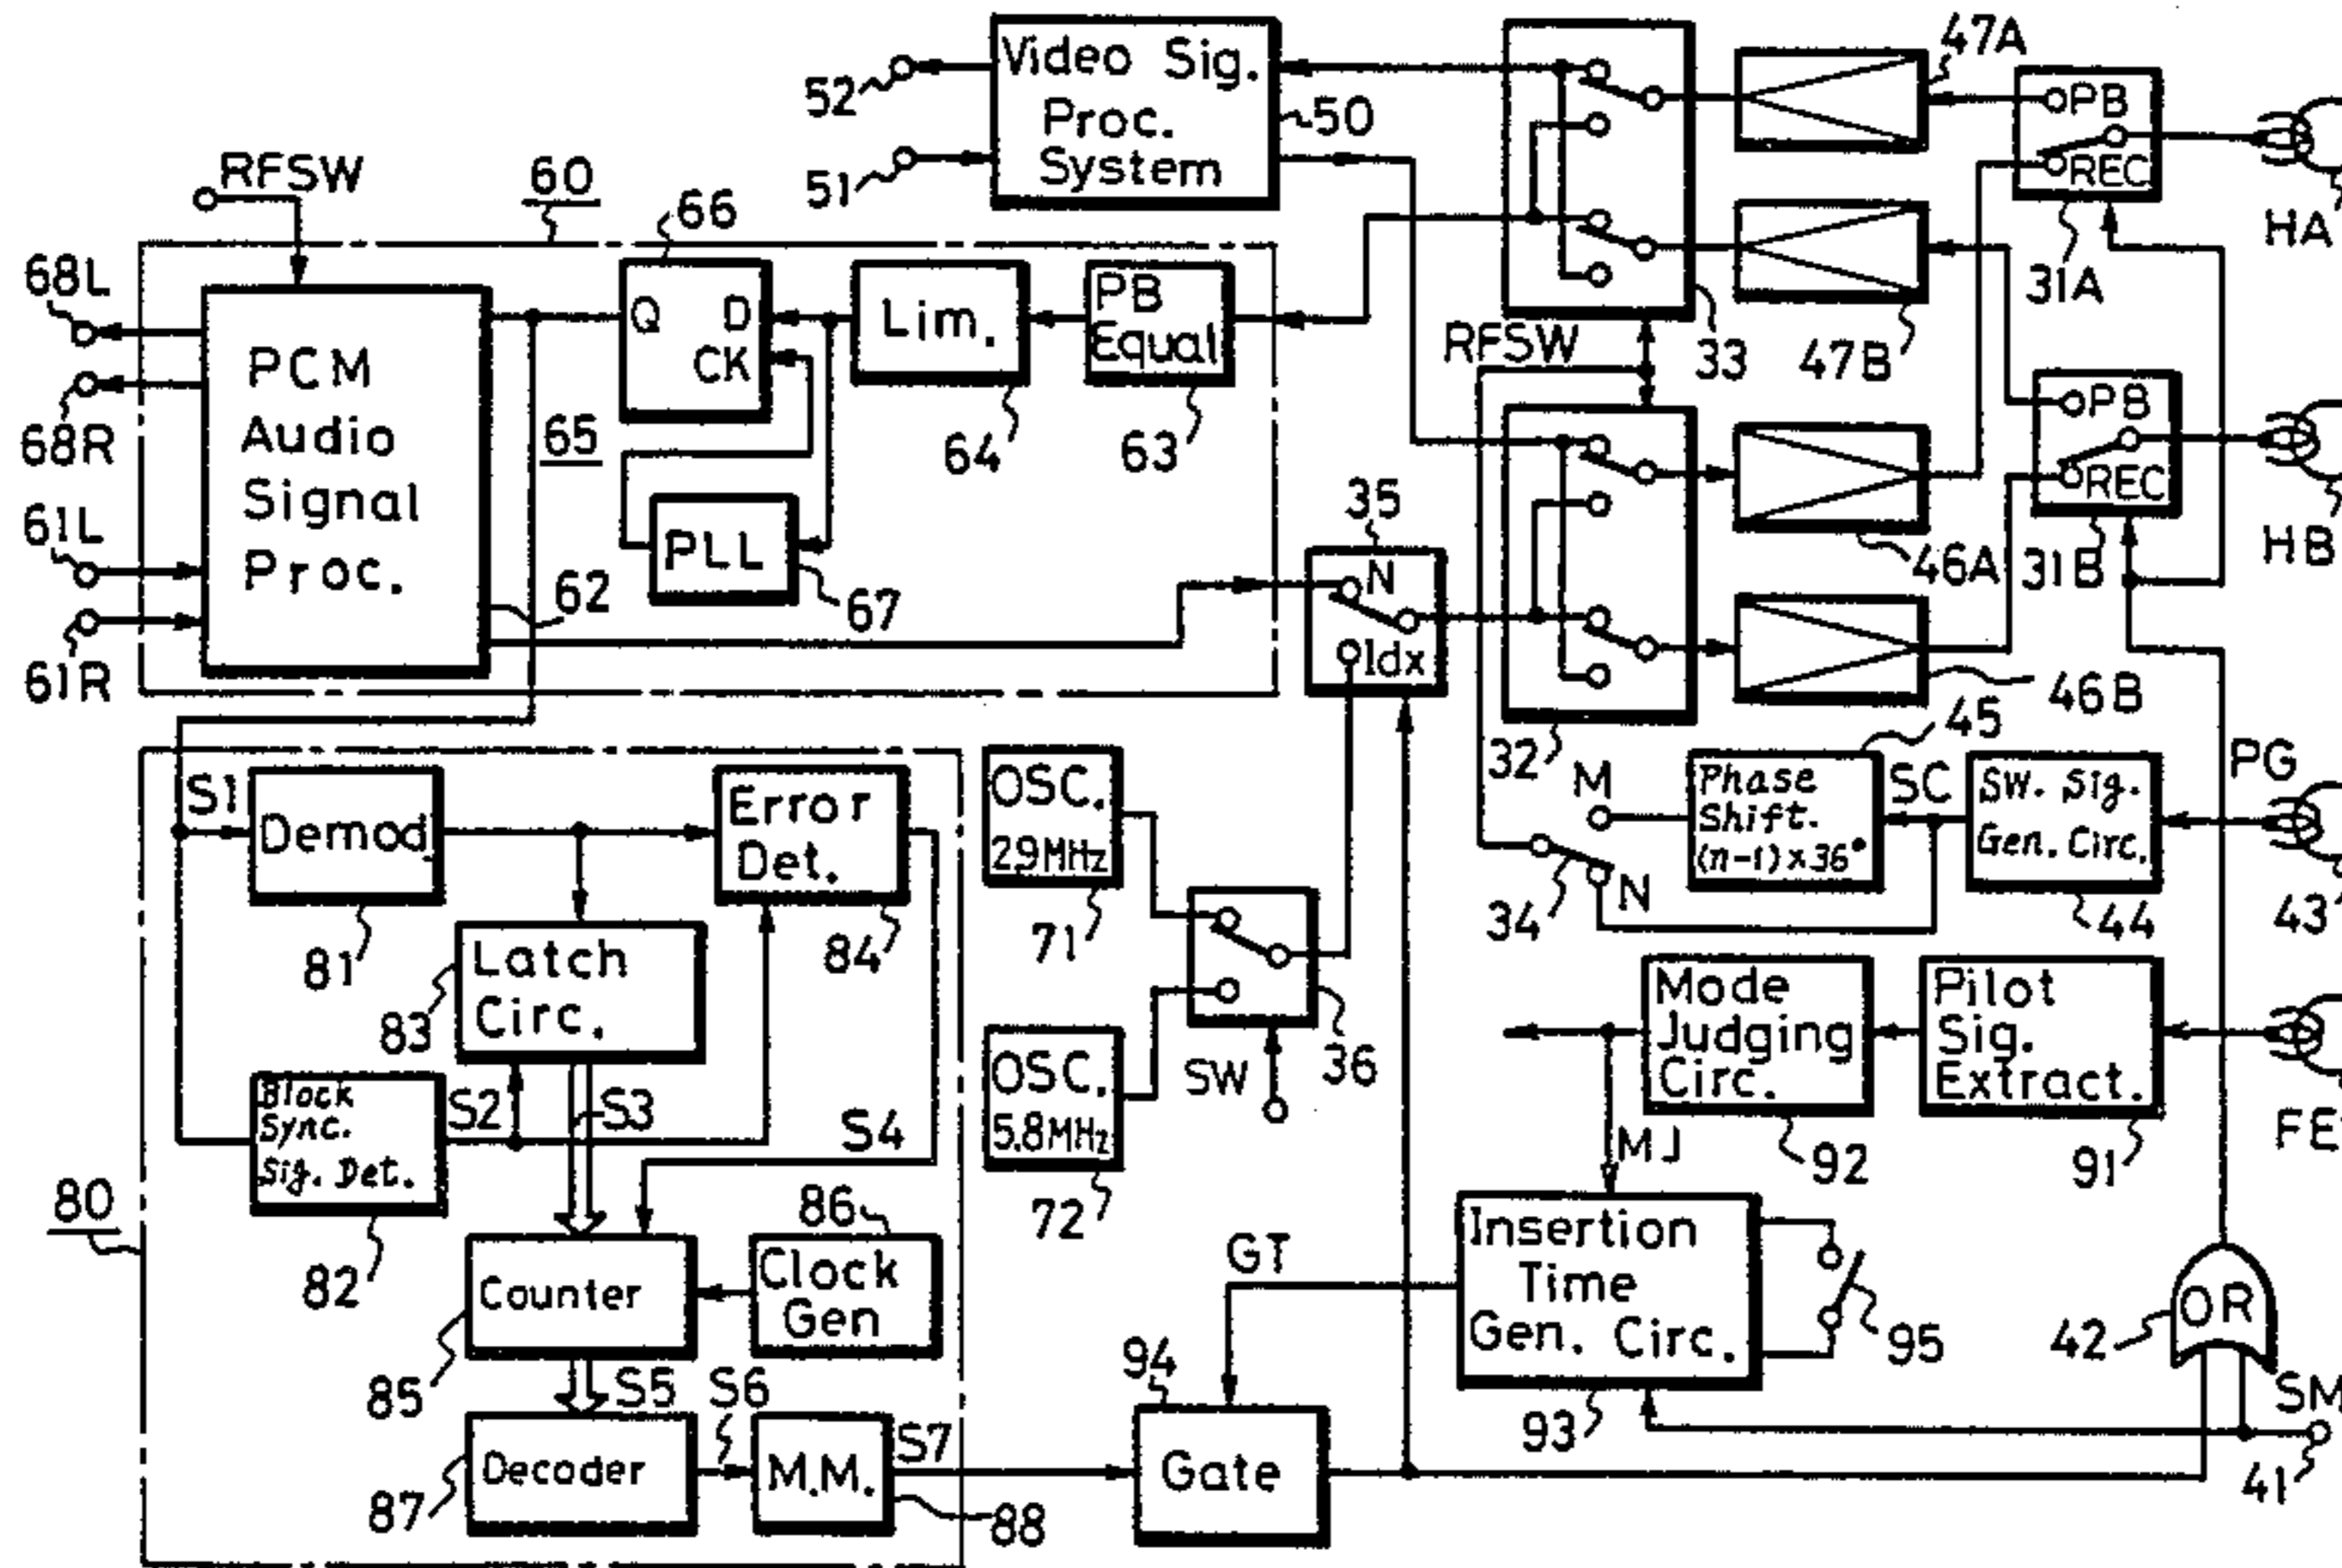 Video Sig.
Proc.
System
52
51
50
47A
PB
REC
HA
31A
RFSW
60
66
68L
68R
61L
61R
PCM
Audio
Signal
Proc.
62
Q
D
CK
65
Lim.
64
PB
Equal
63
PLL
67
33
RFSW
47B
PB
REC
31B
HB
46A
46B
35
N
Idx
32
45
M
Phase
Shift.
(n-1)×36°
SC
SW. Sig.
Gen. Circ.
PG
34
N
44
43
S1
Demod.
81
Error
Det.
84
OSC.
2.9MHz
71
Latch
Circ.
83
OSC.
5.8MHz
72
SW
36
Mode
Judging
Circ.
92
Pilot
Sig.
Extract.
91
FE
Block
Sync.
Sig. Det.
82
S2
S3
S4
MJ
80
86
Counter
85
Clock
Gen
GT
Insertion
Time
Gen. Circ.
93
95
42
OR
SM
41
S5
S6
Decoder
87
M.M.
88
S7
94
Gate